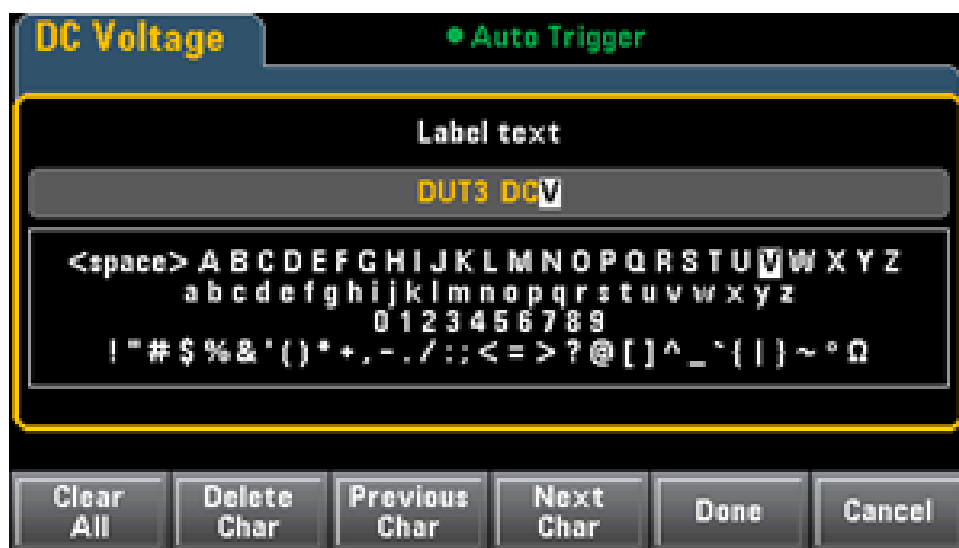 DC Voltage
● Auto Trigger
Label text
DUT3 DCV
<space> A B C D E F G H I J K L M N O P Q R S T U V W X Y Z
a b c d e f g h i j k l m n o p q r s t u v w x y z
0 1 2 3 4 5 6 7 8 9
! " # $ % & ' ( ) * + , - . / : ; < = > ? @ [ ] ^ _ ` { | } ~ ° Ω
Clear All
Delete Char
Previous Char
Next Char
Done
Cancel